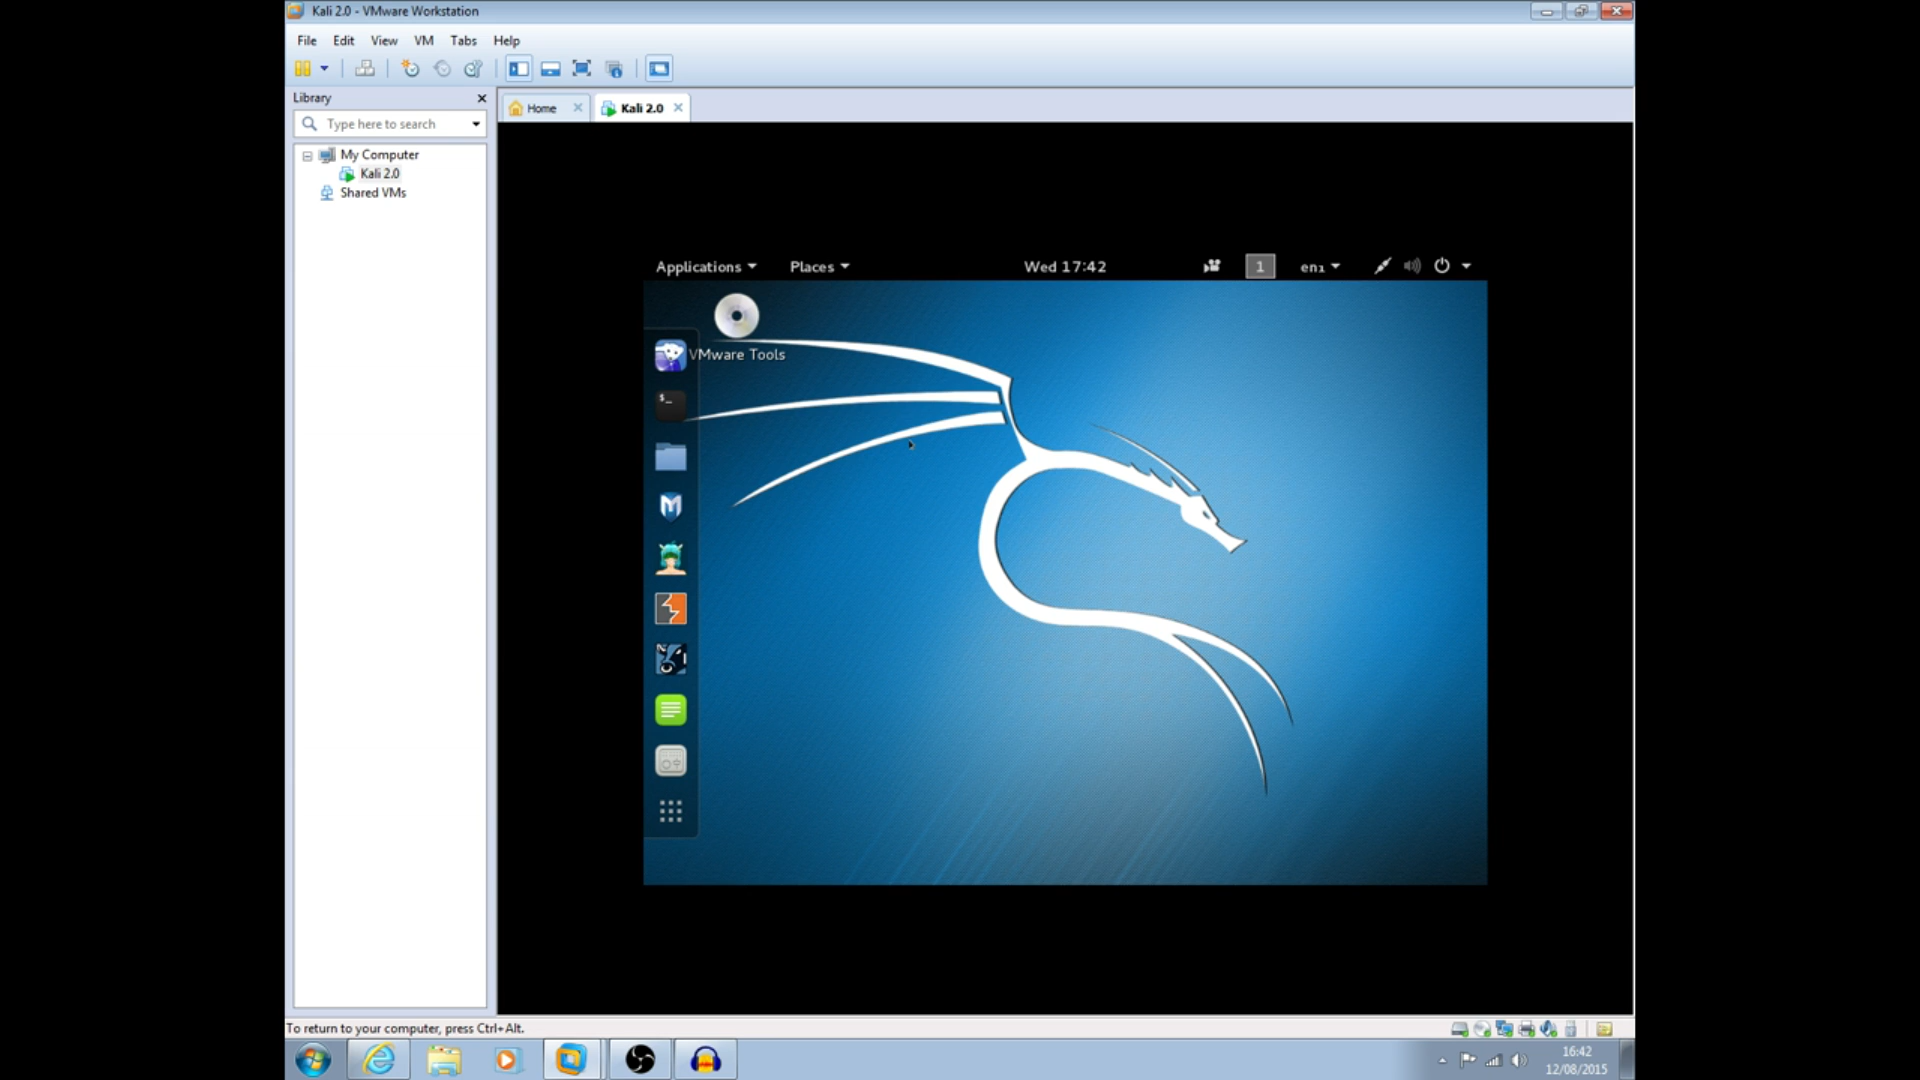 Kali 2.0 - VMware Workstation
File Edit View VM Tabs Help
Library
Home
Kali 2.0
Type here to search
My Computer
Kali 2.0
Shared VMs
Applications Places Wed 17:42 1 en1
VMware Tools
$_
To return to your computer, press Ctrl+Alt.
16:42
12/08/2015